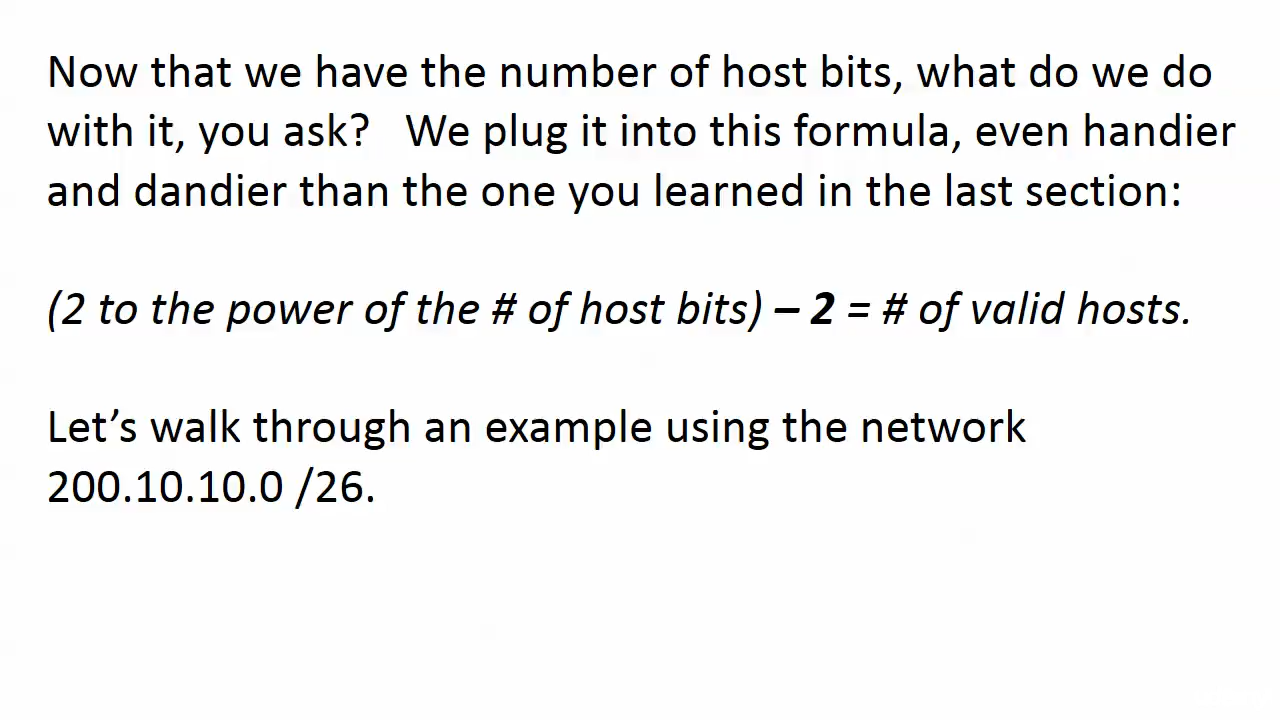 Now that we have the number of host bits, what do we do
with it, you ask?   We plug it into this formula, even handier
and dandier than the one you learned in the last section:
(2 to the power of the # of host bits) – 2 = # of valid hosts.
Let’s walk through an example using the network
200.10.10.0 /26.